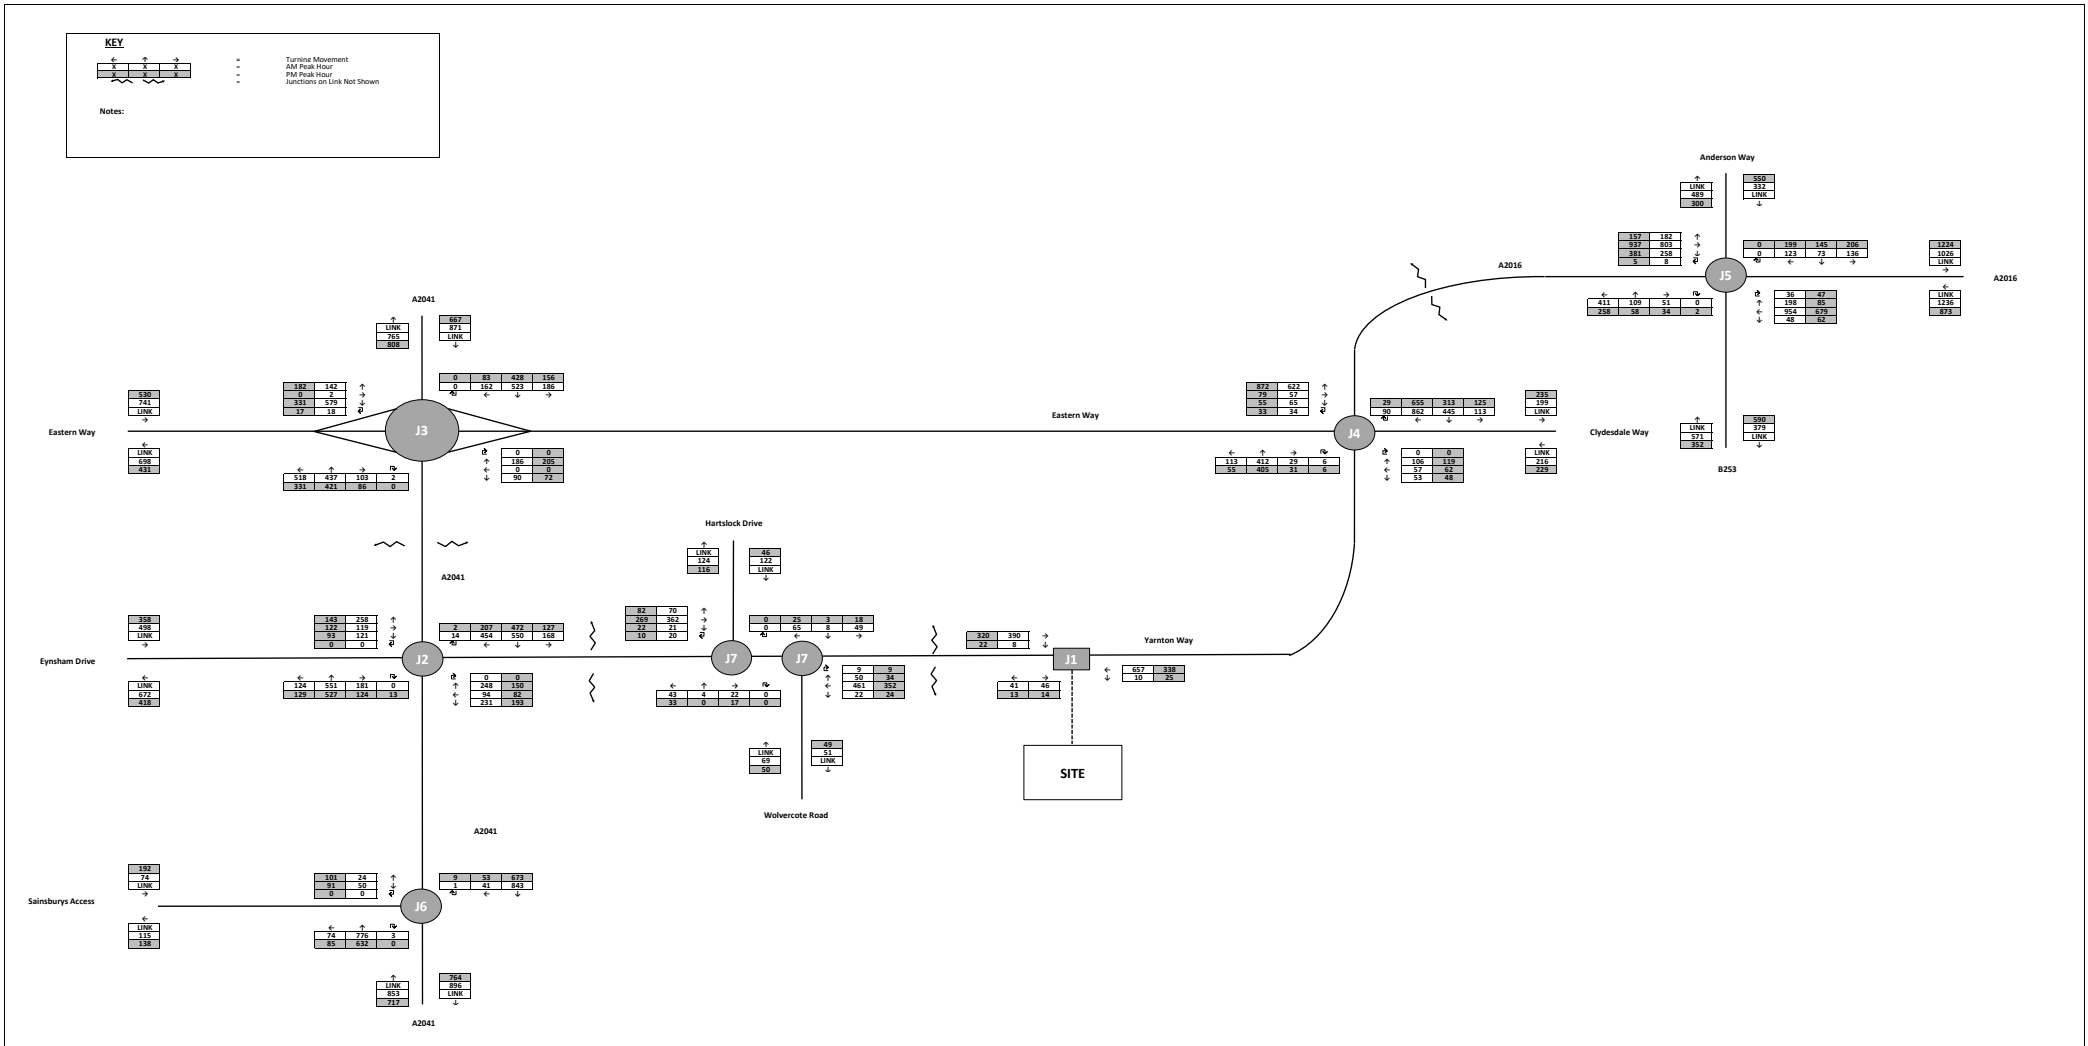 KEY
← ↑ → = Turning Movement
X X X = AM Peak Hour
X X X = PM Peak Hour
= Junctions on Link Not Shown
Notes:
Anderson Way
↑
LINK
489
300
550
332
LINK
↓
157 182 ↑
937 803 →
381 258 ↓
5 8
0 199 145 206
0 123 73 136
← ↓ →
A2016
J5
1224
1026
LINK
→
A2016
←
LINK
1236
873
← ↑ →
411 109 51 0
258 58 34 2
36 47
↑ 198 85
← 954 679
↓ 48 62
↑
LINK
571
352
590
379
LINK
↓
B253
A2041
↑
LINK
765
808
667
871
LINK
↓
182 142 ↑
0 2 →
331 579 ↓
17 18
0 83 428 156
0 162 523 186
← ↓ →
530
741
LINK
→
Eastern Way
J3
←
LINK
698
431
← ↑ →
518 437 103 2
331 421 86 0
0 0
↑ 186 205
← 0 0
↓ 90 72
Eastern Way
872 622 ↑
79 57 →
55 65 ↓
33 34
29 655 313 125
90 862 445 113
← ↓ →
J4
235
199
LINK
→
Clydesdale Way
←
LINK
216
229
← ↑ →
113 412 29 6
55 405 31 6
0 0
↑ 106 119
← 57 62
↓ 53 48
A2041
Hartslock Drive
↑
LINK
124
116
46
122
LINK
↓
358
498
LINK
→
Eynsham Drive
←
LINK
672
418
143 258 ↑
122 119 →
93 121 ↓
0 0
2 207 472 127
14 454 550 168
← ↓ →
J2
← ↑ →
124 551 181 0
129 527 124 13
0 0
↑ 248 150
← 94 82
↓ 231 193
82 70 ↑
269 362 →
22 21 ↓
10 20
0 25 3 18
0 65 8 49
← ↓ →
J7
J7
← ↑ →
43 4 22 0
33 0 17 0
9 9
↑ 50 34
← 461 352
↓ 22 24
↑
LINK
69
50
49
51
LINK
↓
Wolvercote Road
320 390 →
22 8 ↓
Yarnton Way
J1
← 657 338
↓ 10 25
← →
41 46
13 14
SITE
A2041
192
74
LINK
→
Sainsburys Access
←
LINK
115
138
101 24 ↑
91 50 ↓
0 0
9 53 673
1 41 843
← ↓
J6
← ↑
74 776 3
85 632 0
↑
LINK
853
717
764
896
LINK
↓
A2041